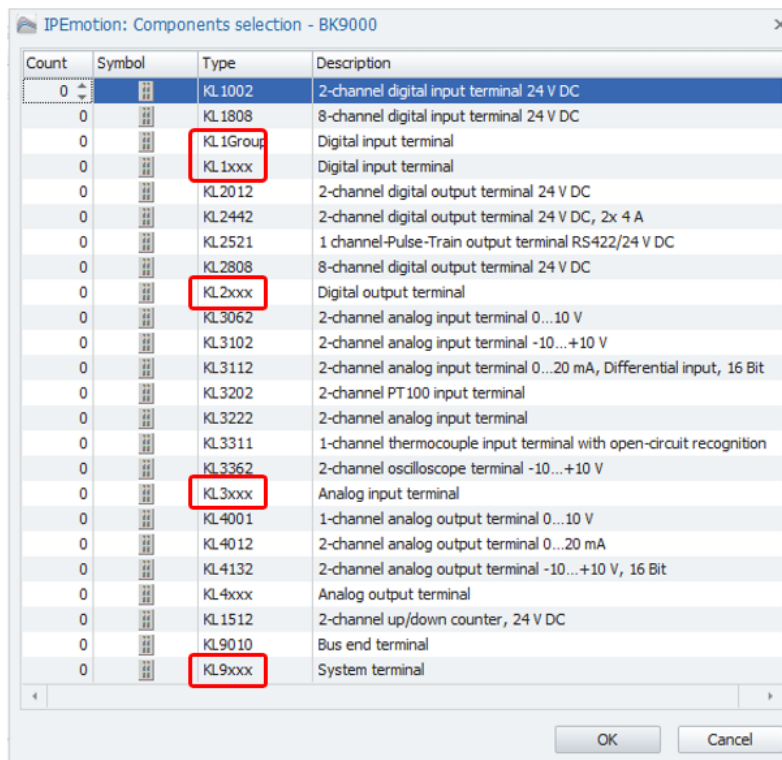 IPEmotion: Components selection - BK9000
Count Symbol Type Description
0 KL1002 2-channel digital input terminal 24 V DC
0 KL1808 8-channel digital input terminal 24 V DC
0 KL1Group Digital input terminal
0 KL1xxx Digital input terminal
0 KL2012 2-channel digital output terminal 24 V DC
0 KL2442 2-channel digital output terminal 24 V DC, 2x 4 A
0 KL2521 1 channel-Pulse-Train output terminal RS422/24 V DC
0 KL2808 8-channel digital output terminal 24 V DC
0 KL2xxx Digital output terminal
0 KL3062 2-channel analog input terminal 0...10 V
0 KL3102 2-channel analog input terminal -10...+10 V
0 KL3112 2-channel analog input terminal 0...20 mA, Differential input, 16 Bit
0 KL3202 2-channel PT100 input terminal
0 KL3222 2-channel analog input terminal
0 KL3311 1-channel thermocouple input terminal with open-circuit recognition
0 KL3362 2-channel oscilloscope terminal -10...+10 V
0 KL3xxx Analog input terminal
0 KL4001 1-channel analog output terminal 0...10 V
0 KL4012 2-channel analog output terminal 0...20 mA
0 KL4132 2-channel analog output terminal -10...+10 V, 16 Bit
0 KL4xxx Analog output terminal
0 KL1512 2-channel up/down counter, 24 V DC
0 KL9010 Bus end terminal
0 KL9xxx System terminal
OK Cancel